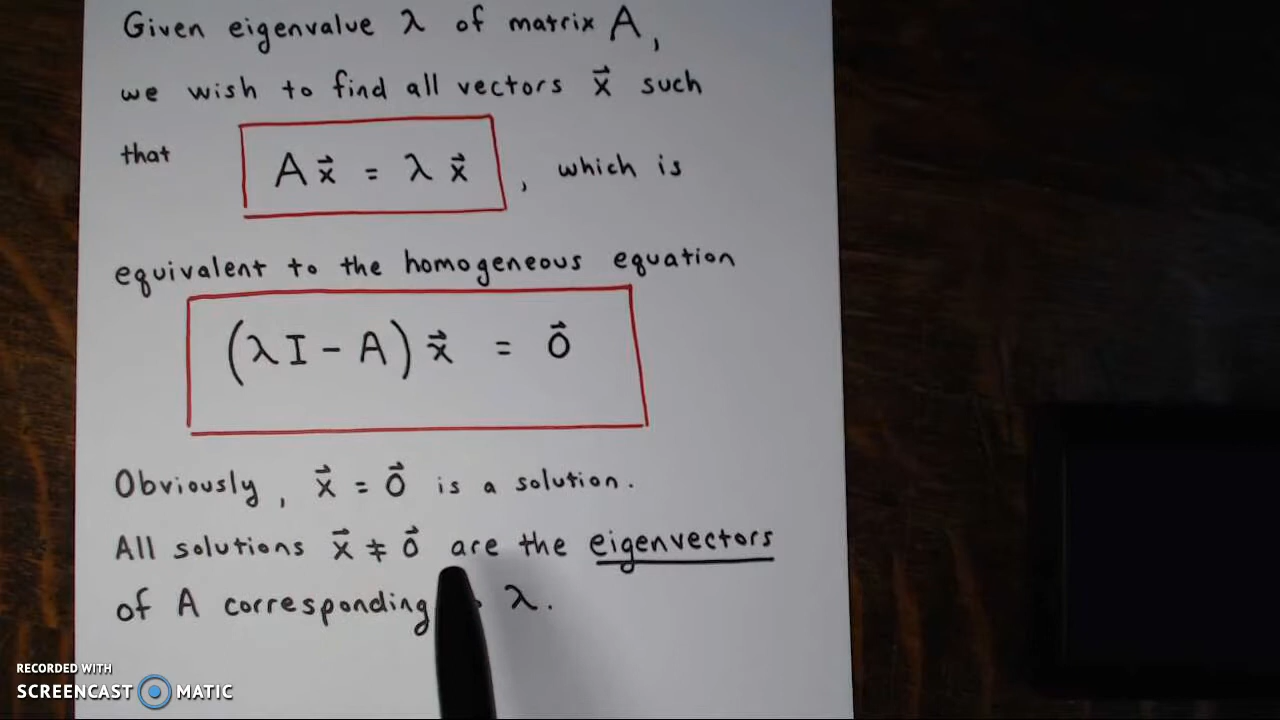 Given eigenvalue λ of matrix A,
we wish to find all vectors x⃗ such
that A x⃗ = λ x⃗ , which is
equivalent to the homogeneous equation
(λI - A) x⃗ = 0⃗
Obviously, x⃗ = 0⃗ is a solution.
All solutions x⃗ ≠ 0⃗ are the eigenvectors
of A corresponding λ.
RECORDED WITH
SCREENCAST MATIC